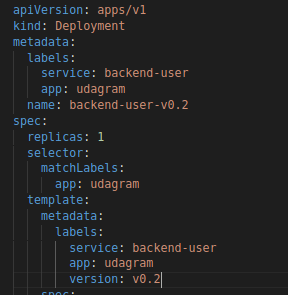 apiVersion: apps/v1
kind: Deployment
metadata:
  labels:
    service: backend-user
    app: udagram
  name: backend-user-v0.2
spec:
  replicas: 1
  selector:
    matchLabels:
      app: udagram
  template:
    metadata:
      labels:
        service: backend-user
        app: udagram
        version: v0.2
    spec: